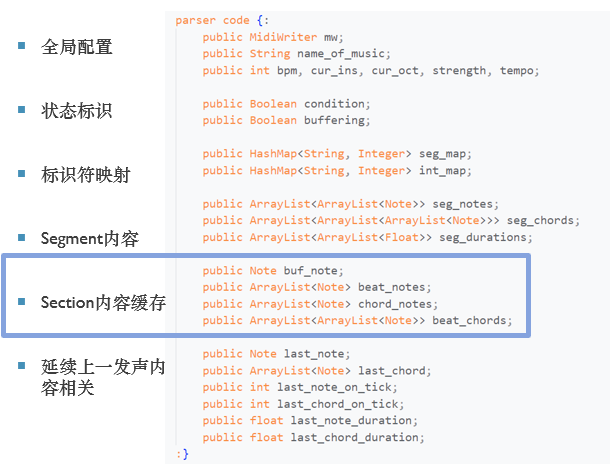 全局配置
状态标识
标识符映射
Segment内容
Section内容缓存
延续上一发声内
容相关
parser code {:
public MidiWriter mw;
public String name_of_music;
public int bpm, cur_ins, cur_oct, strength, tempo;
public Boolean condition;
public Boolean buffering;
public HashMap<String, Integer> seg_map;
public HashMap<String, Integer> int_map;
public ArrayList<ArrayList<Note>> seg_notes;
public ArrayList<ArrayList<ArrayList<Note>>> seg_chords;
public ArrayList<ArrayList<Float>> seg_durations;
public Note buf_note;
public ArrayList<Note> beat_notes;
public ArrayList<Note> chord_notes;
public ArrayList<ArrayList<Note>> beat_chords;
public Note last_note;
public ArrayList<Note> last_chord;
public int last_note_on_tick;
public int last_chord_on_tick;
public float last_note_duration;
public float last_chord_duration;
:}